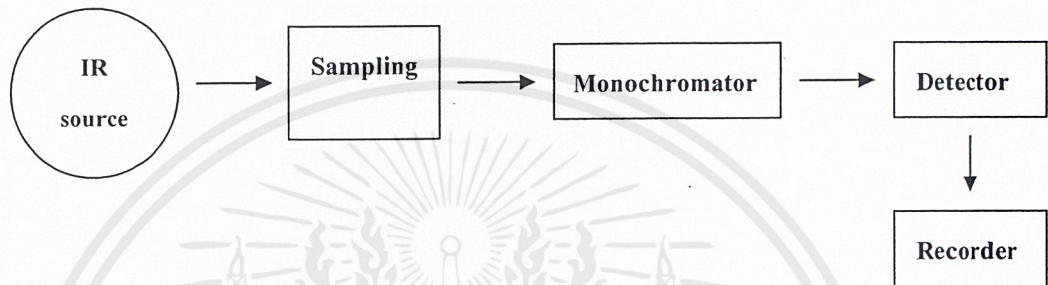 IR
source
Sampling
Monochromator
Detector
Recorder